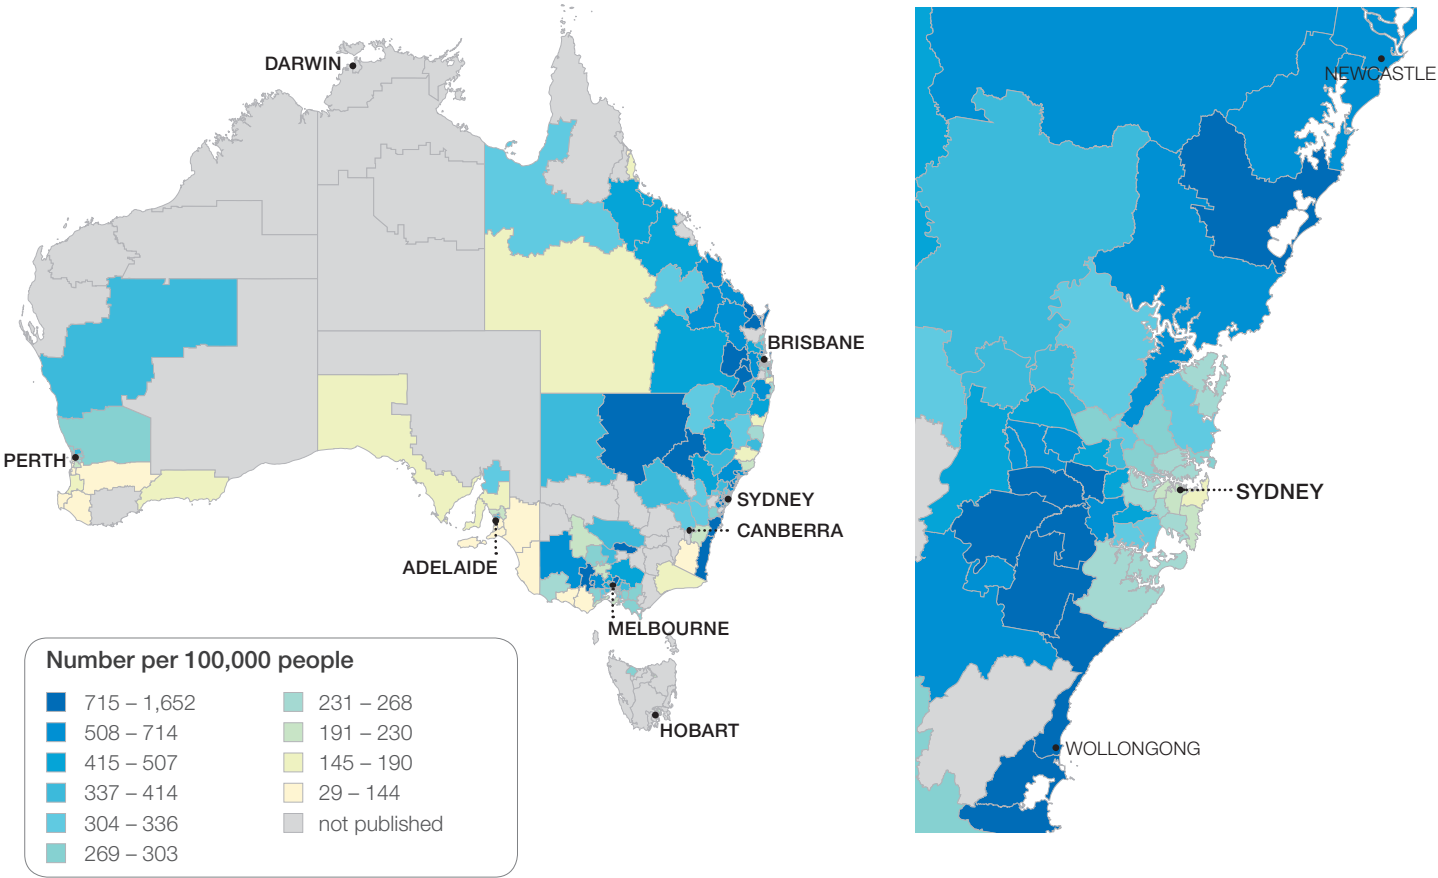 DARWIN
NEWCASTLE
BRISBANE
PERTH
SYDNEY
SYDNEY
CANBERRA
ADELAIDE
MELBOURNE
HOBART
WOLLONGONG
Number per 100,000 people
715 – 1,652
508 – 714
415 – 507
337 – 414
304 – 336
269 – 303
231 – 268
191 – 230
145 – 190
29 – 144
not published